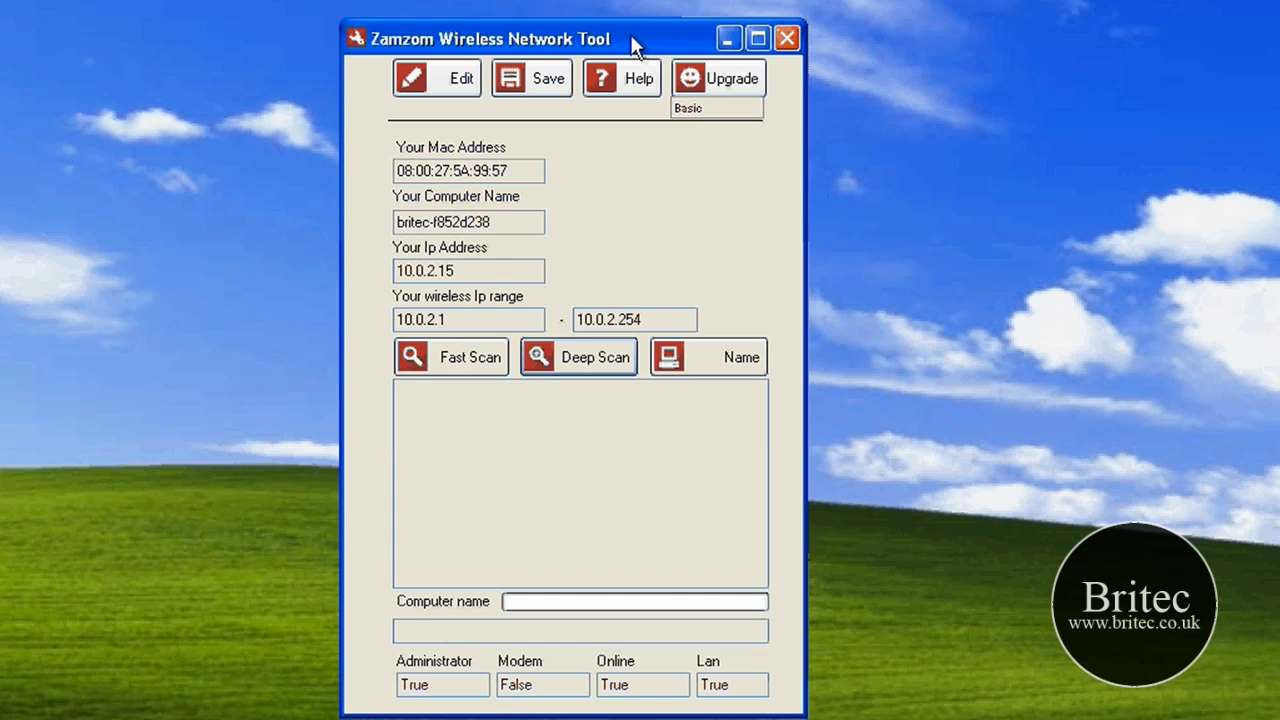 Zamzom Wireless Network Tool
Edit Save Help Upgrade
Basic
Your Mac Address
08:00:27:5A:99:57
Your Computer Name
britec-f852d238
Your Ip Address
10.0.2.15
Your wireless Ip range
10.0.2.1 - 10.0.2.254
Fast Scan Deep Scan Name
Computer name
Administrator Modem Online Lan
True False True True
Britec
www.britec.co.uk